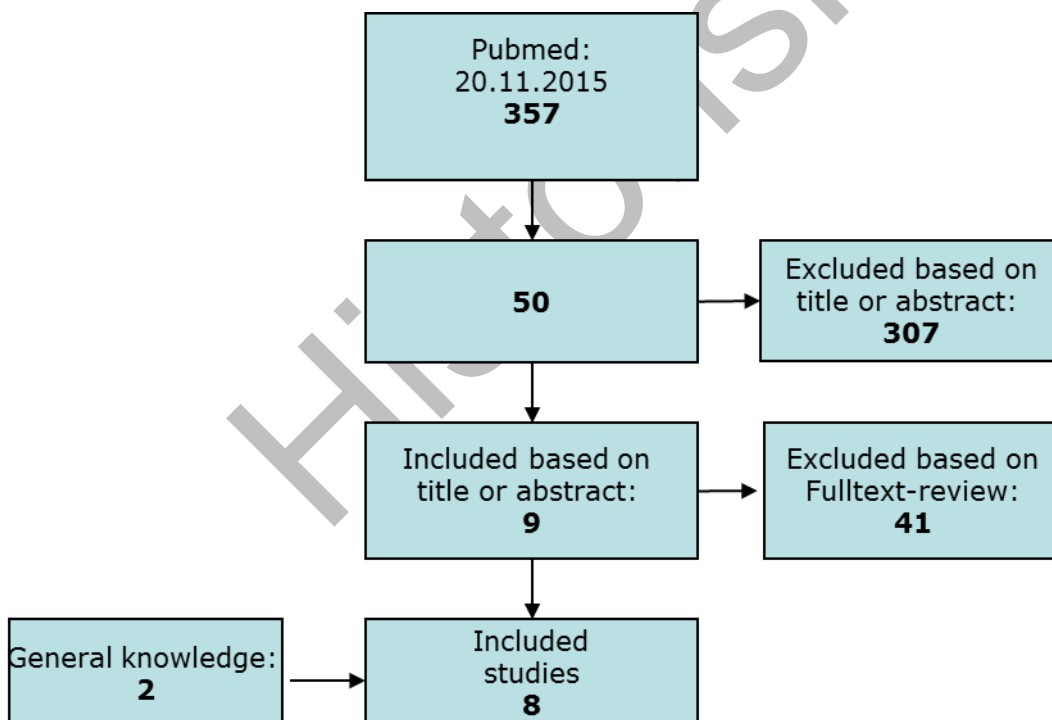 Pubmed:
20.11.2015
357
50
Excluded based on
title or abstract:
307
Included based on
title or abstract:
9
Excluded based on
Fulltext-review:
41
General knowledge:
2
Included
studies
8